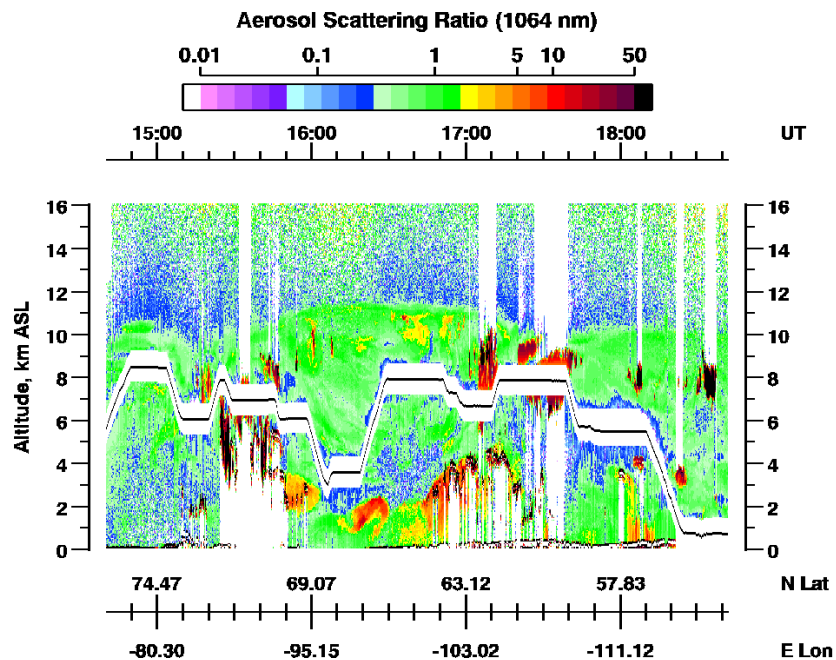 Aerosol Scattering Ratio (1064 nm)
0.01 0.1 1 5 10 50
15:00 16:00 17:00 18:00 UT
16 16
14 14
12 12
10 10
8 8
6 6
4 4
2 2
0 0
Altitude, km ASL
74.47 69.07 63.12 57.83 N Lat
-80.30 -95.15 -103.02 -111.12 E Lon